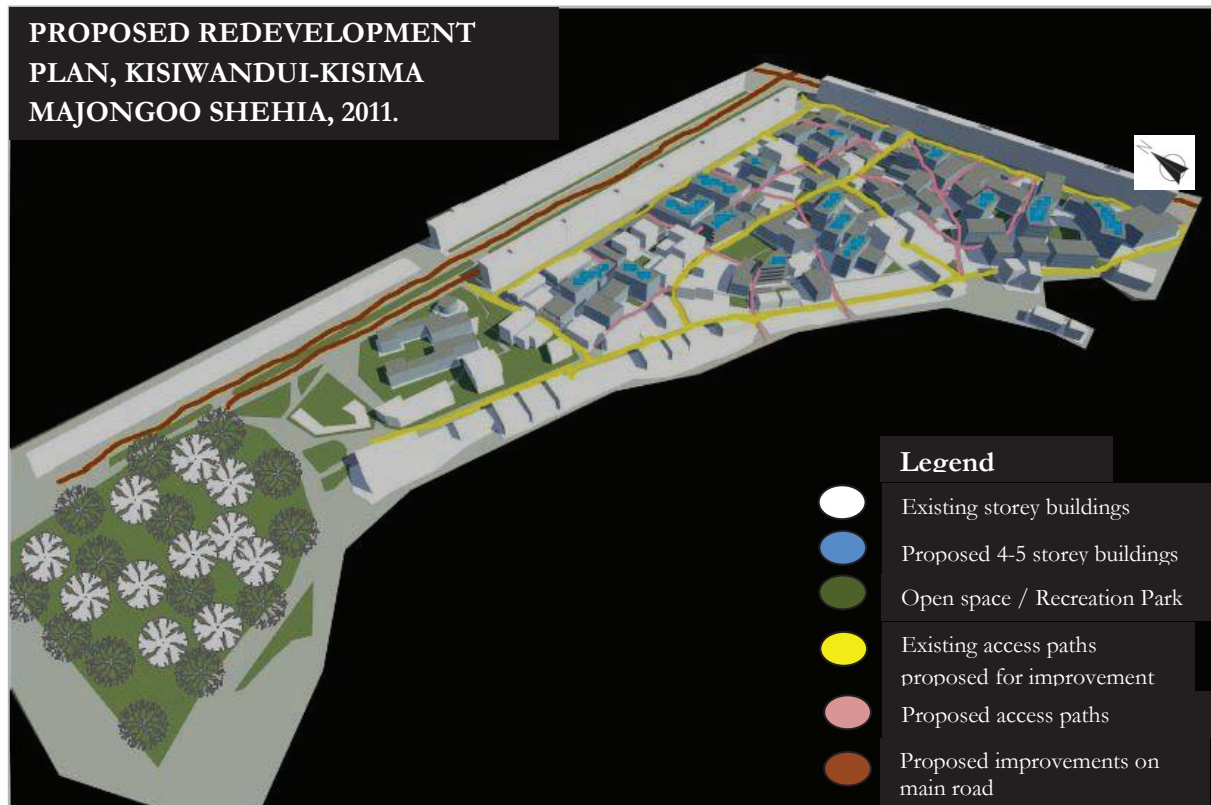 PROPOSED REDEVELOPMENT
PLAN, KISIWANDUI-KISIMA
MAJONGOO SHEHIA, 2011.
N
Legend
Existing storey buildings
Proposed 4-5 storey buildings
Open space / Recreation Park
Existing access paths
proposed for improvement
Proposed access paths
Proposed improvements on
main road